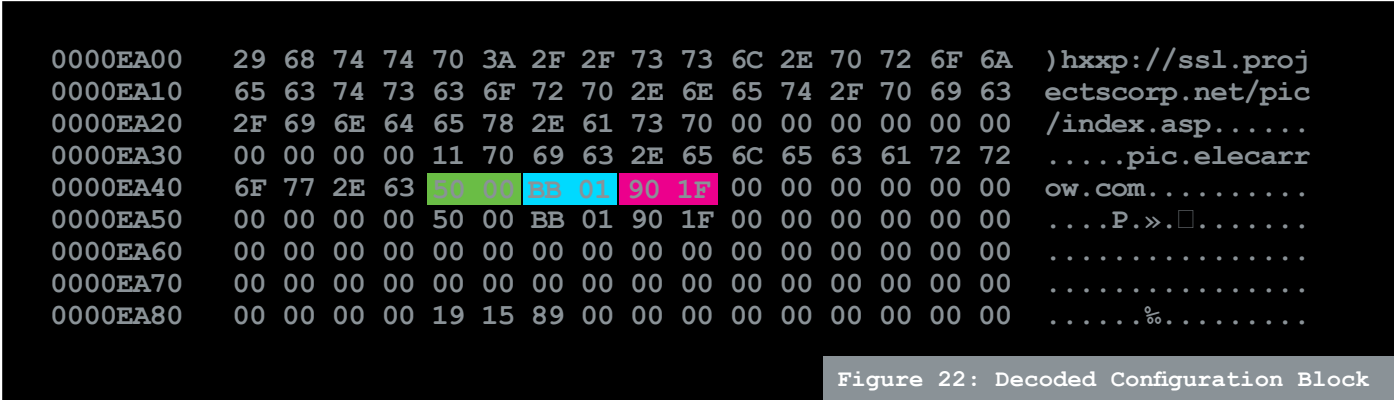 0000EA00 29 68 74 74 70 3A 2F 2F 73 73 6C 2E 70 72 6F 6A )hxxp://ssl.proj
0000EA10 65 63 74 73 63 6F 72 70 2E 6E 65 74 2F 70 69 63 ectscorp.net/pic
0000EA20 2F 69 6E 64 65 78 2E 61 73 70 00 00 00 00 00 00 /index.asp......
0000EA30 00 00 00 00 11 70 69 63 2E 65 6C 65 63 61 72 72 .....pic.elecarr
0000EA40 6F 77 2E 63 50 00 BB 01 90 1F 00 00 00 00 00 00 ow.com..........
0000EA50 00 00 00 00 50 00 BB 01 90 1F 00 00 00 00 00 00 ....P.».□.......
0000EA60 00 00 00 00 00 00 00 00 00 00 00 00 00 00 00 00 ................
0000EA70 00 00 00 00 00 00 00 00 00 00 00 00 00 00 00 00 ................
0000EA80 00 00 00 00 19 15 89 00 00 00 00 00 00 00 00 00 ......‰.........
Figure 22: Decoded Configuration Block